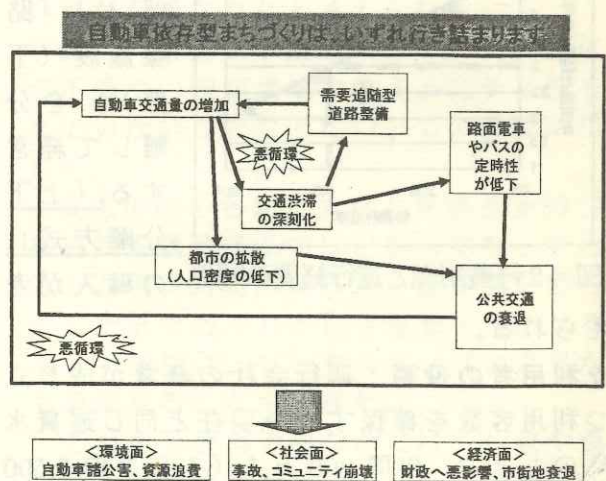 自動車依存型まちづくりは、いずれ行き詰まります
自動車交通量の増加
需要追随型
道路整備
路面電車
やバスの
定時性
が低下
悪循環
交通渋滞
の深刻化
都市の拡散
(人口密度の低下)
公共交通
の衰退
悪循環
<環境面>
自動車諸公害、資源浪費
<社会面>
事故、コミュニティ崩壊
<経済面>
財政へ悪影響、市街地衰退